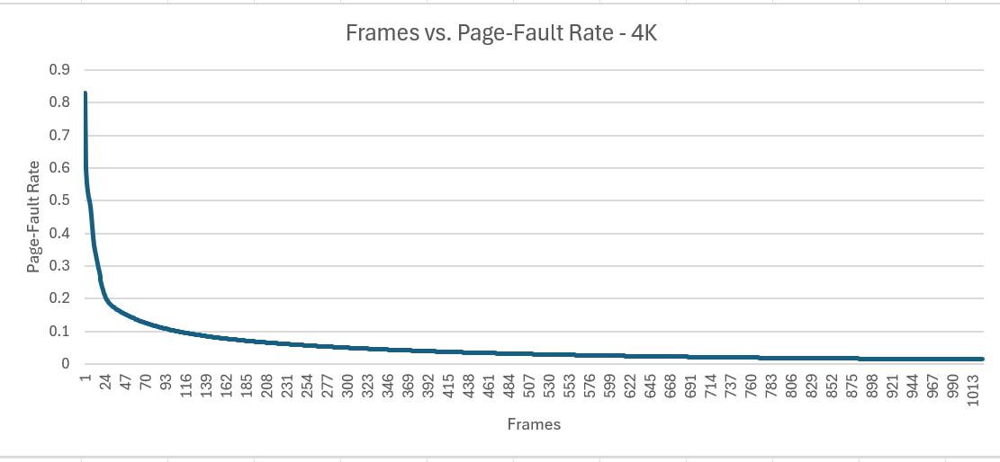 Frames vs. Page-Fault Rate - 4K
0.9
0.8
0.7
0.6
0.5
0.4
0.3
0.2
0.1
0
Page-Fault Rate
1 24 47 70 93 116 139 162 185 208 231 254 277 300 323 346 369 392 415 438 461 484 507 530 553 576 599 622 645 668 691 714 737 760 783 806 829 852 875 898 921 944 967 990 1013
Frames